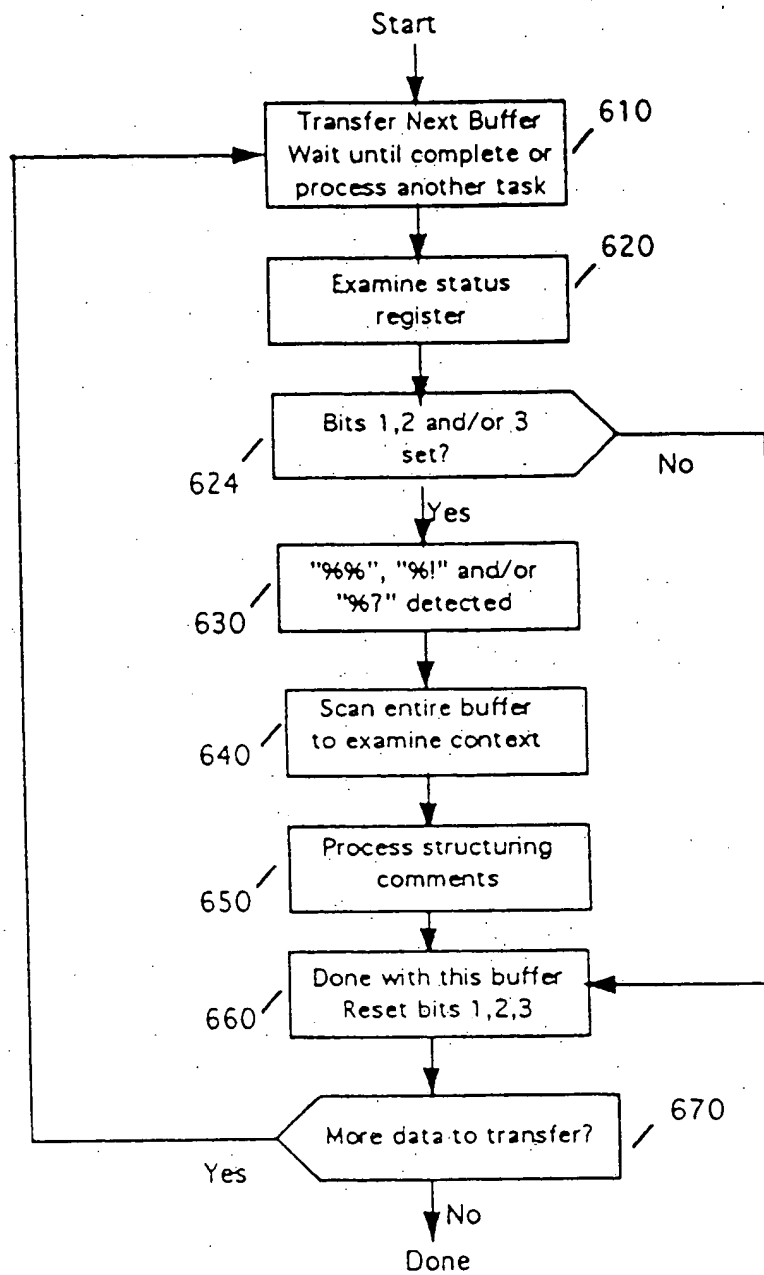 Start
Transfer Next Buffer
Wait until complete or
process another task
610
Examine status
register
620
Bits 1,2 and/or 3
set?
624
No
Yes
"%%", "%!" and/or
"%?" detected
630
Scan entire buffer
to examine context
640
Process structuring
comments
650
Done with this buffer
Reset bits 1,2,3
660
More data to transfer?
670
Yes
No
Done